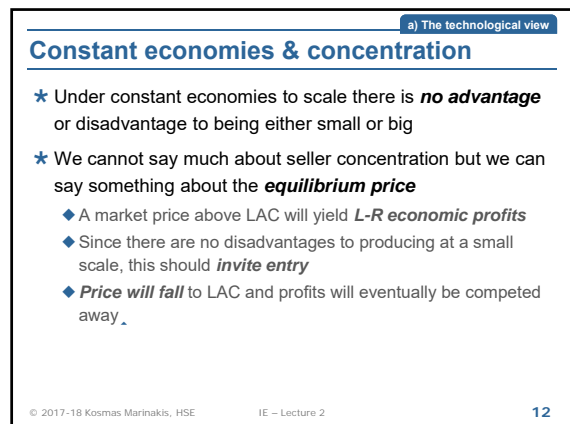 a) The technological view
Constant economies & concentration
Under constant economies to scale there is no advantage
or disadvantage to being either small or big
We cannot say much about seller concentration but we can
say something about the equilibrium price
A market price above LAC will yield L-R economic profits
Since there are no disadvantages to producing at a small
scale, this should invite entry
Price will fall to LAC and profits will eventually be competed
away
© 2017-18 Kosmas Marinakis, HSE IE – Lecture 2 12